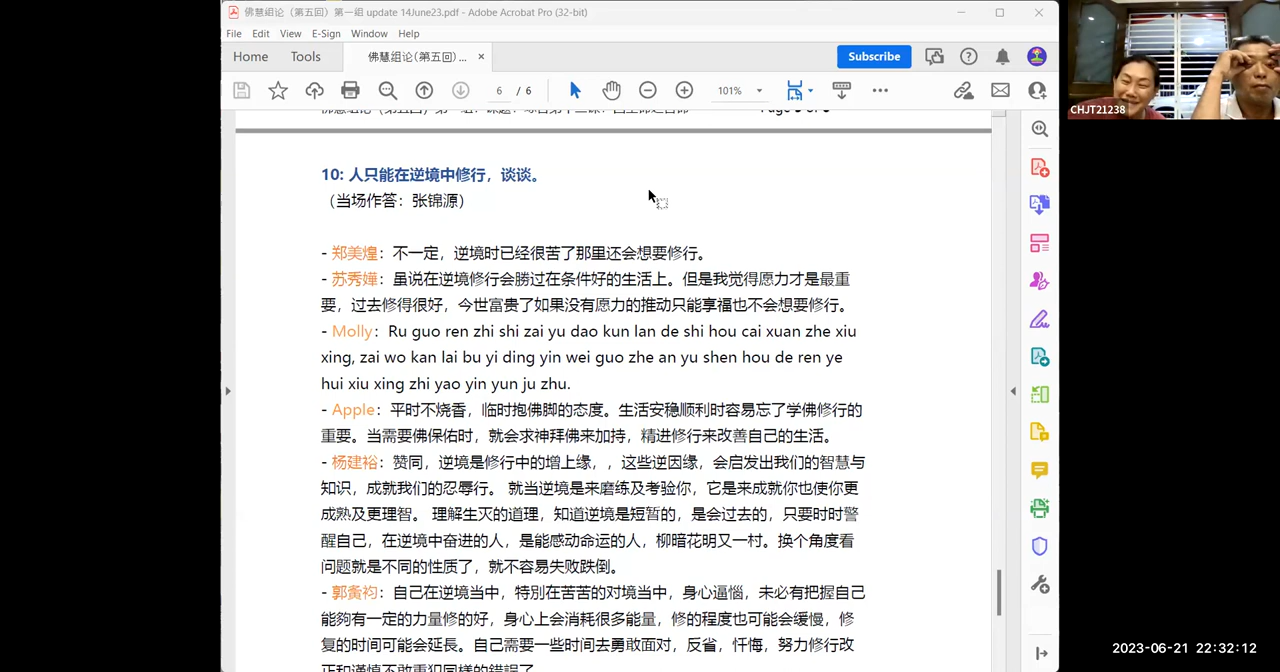 佛慧组论（第五回）第一组 update 14June23.pdf - Adobe Acrobat Pro (32-bit)
File Edit View Window Help
Home Tools 佛慧组论（第五回)... × Subscribe
6 / 6 101%
10: 人只能在逆境中修行，谈谈。
（当场作答：张锦源）
- 郑美煌：不一定，逆境时已经很苦了那里还会想要修行。
- 苏秀嬅：虽说在逆境修行会勝过在条件好的生活上。但是我觉得愿力才是最重
要，过去修得很好，今世富贵了如果没有愿力的推动只能享福也不会想要修行。
- Molly：Ru guo ren zhi shi zai yu dao kun lan de shi hou cai xuan zhe xiu
xing, zai wo kan lai bu yi ding yin wei guo zhe an yu shen hou de ren ye
hui xiu xing zhi yao yin yun ju zhu.
- Apple：平时不烧香，临时抱佛脚的态度。生活安稳顺利时容易忘了学佛修行的
重要。当需要佛保佑时，就会求神拜佛来加持，精进修行来改善自己的生活。
- 杨建裕：赞同，逆境是修行中的增上缘，，这些逆因缘，会启发出我们的智慧与
知识，成就我们的忍辱行。 就当逆境是来磨练及考验你，它是来成就你也使你更
成熟及更理智。 理解生灭的道理，知道逆境是短暂的，是会过去的，只要时时警
醒自己，在逆境中奋进的人，是能感动命运的人，柳暗花明又一村。换个角度看
问题就是不同的性质了，就不容易失败跌倒。
- 郭夤袀：自己在逆境当中，特別在苦苦的对境当中，身心逼惱，未必有把握自己
能夠有一定的力量修的好，身心上会消耗很多能量，修的程度也可能会缓慢，修
复的时间可能会延長。自己需要一些时间去勇敢面对，反省，忏悔，努力修行改
正和谨慎不敢重犯同样的錯誤了
CHJT21238
2023-06-21 22:32:12